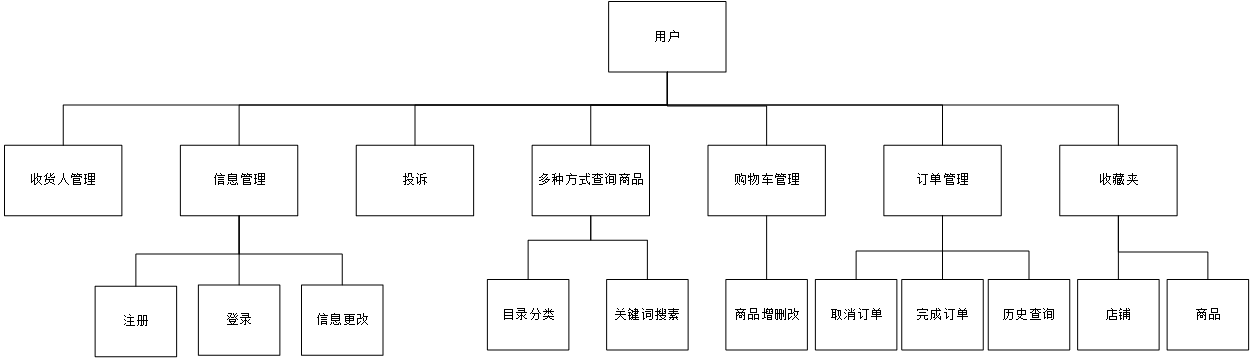 用户
收货人管理
信息管理
投诉
多种方式查询商品
购物车管理
订单管理
收藏夹
注册
登录
信息更改
目录分类
关键词搜素
商品增删改
取消订单
完成订单
历史查询
店铺
商品